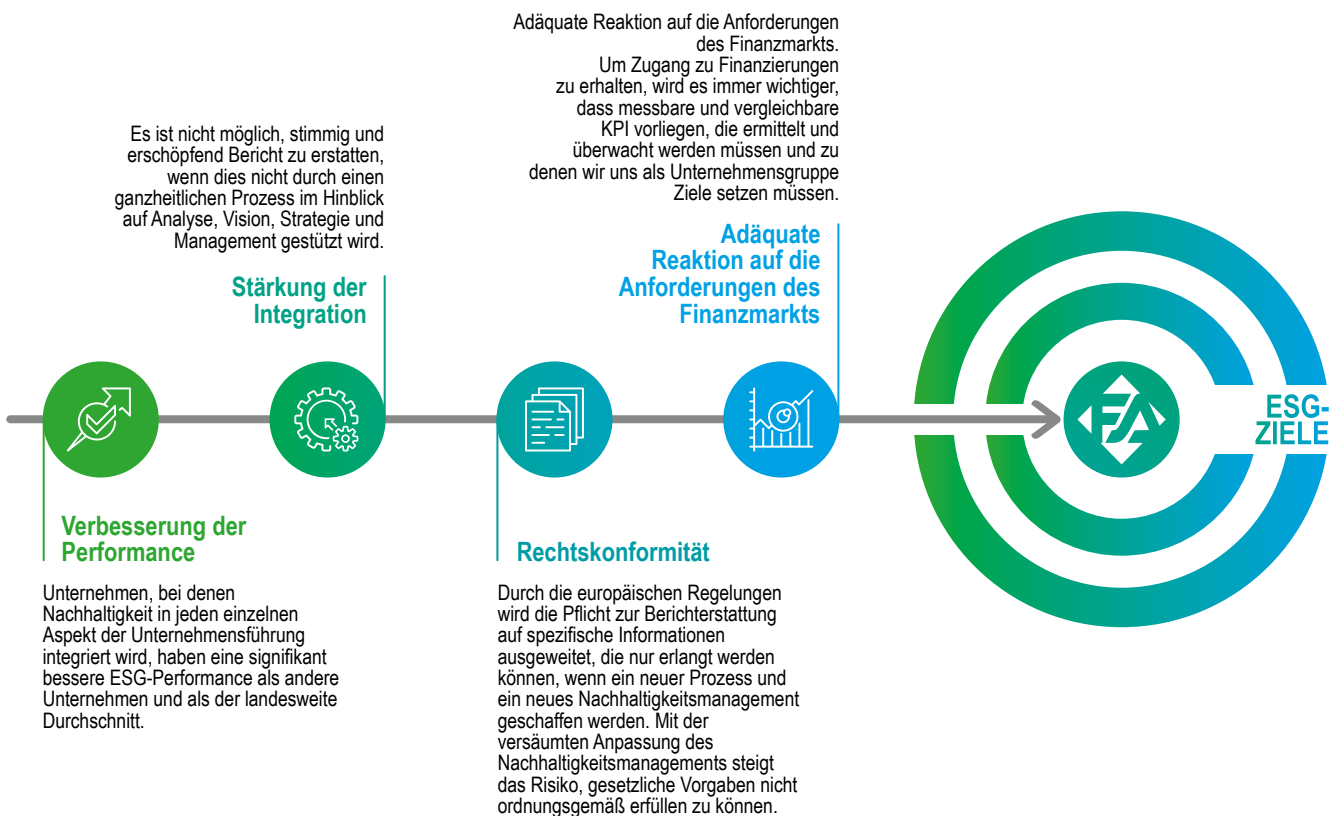 Adäquate Reaktion auf die Anforderungen
des Finanzmarkts.
Um Zugang zu Finanzierungen
zu erhalten, wird es immer wichtiger,
dass messbare und vergleichbare
KPI vorliegen, die ermittelt und
überwacht werden müssen und zu
denen wir uns als Unternehmensgruppe
Ziele setzen müssen.
Es ist nicht möglich, stimmig und
erschöpfend Bericht zu erstatten,
wenn dies nicht durch einen
ganzheitlichen Prozess im Hinblick
auf Analyse, Vision, Strategie und
Management gestützt wird.
Stärkung der
Integration
Adäquate
Reaktion auf die
Anforderungen des
Finanzmarkts
ESG-
ZIELE
Verbesserung der
Performance
Unternehmen, bei denen
Nachhaltigkeit in jeden einzelnen
Aspekt der Unternehmensführung
integriert wird, haben eine signifikant
bessere ESG-Performance als andere
Unternehmen und als der landesweite
Durchschnitt.
Rechtskonformität
Durch die europäischen Regelungen
wird die Pflicht zur Berichterstattung
auf spezifische Informationen
ausgeweitet, die nur erlangt werden
können, wenn ein neuer Prozess und
ein neues Nachhaltigkeitsmanagement
geschaffen werden. Mit der
versäumten Anpassung des
Nachhaltigkeitsmanagements steigt
das Risiko, gesetzliche Vorgaben nicht
ordnungsgemäß erfüllen zu können.